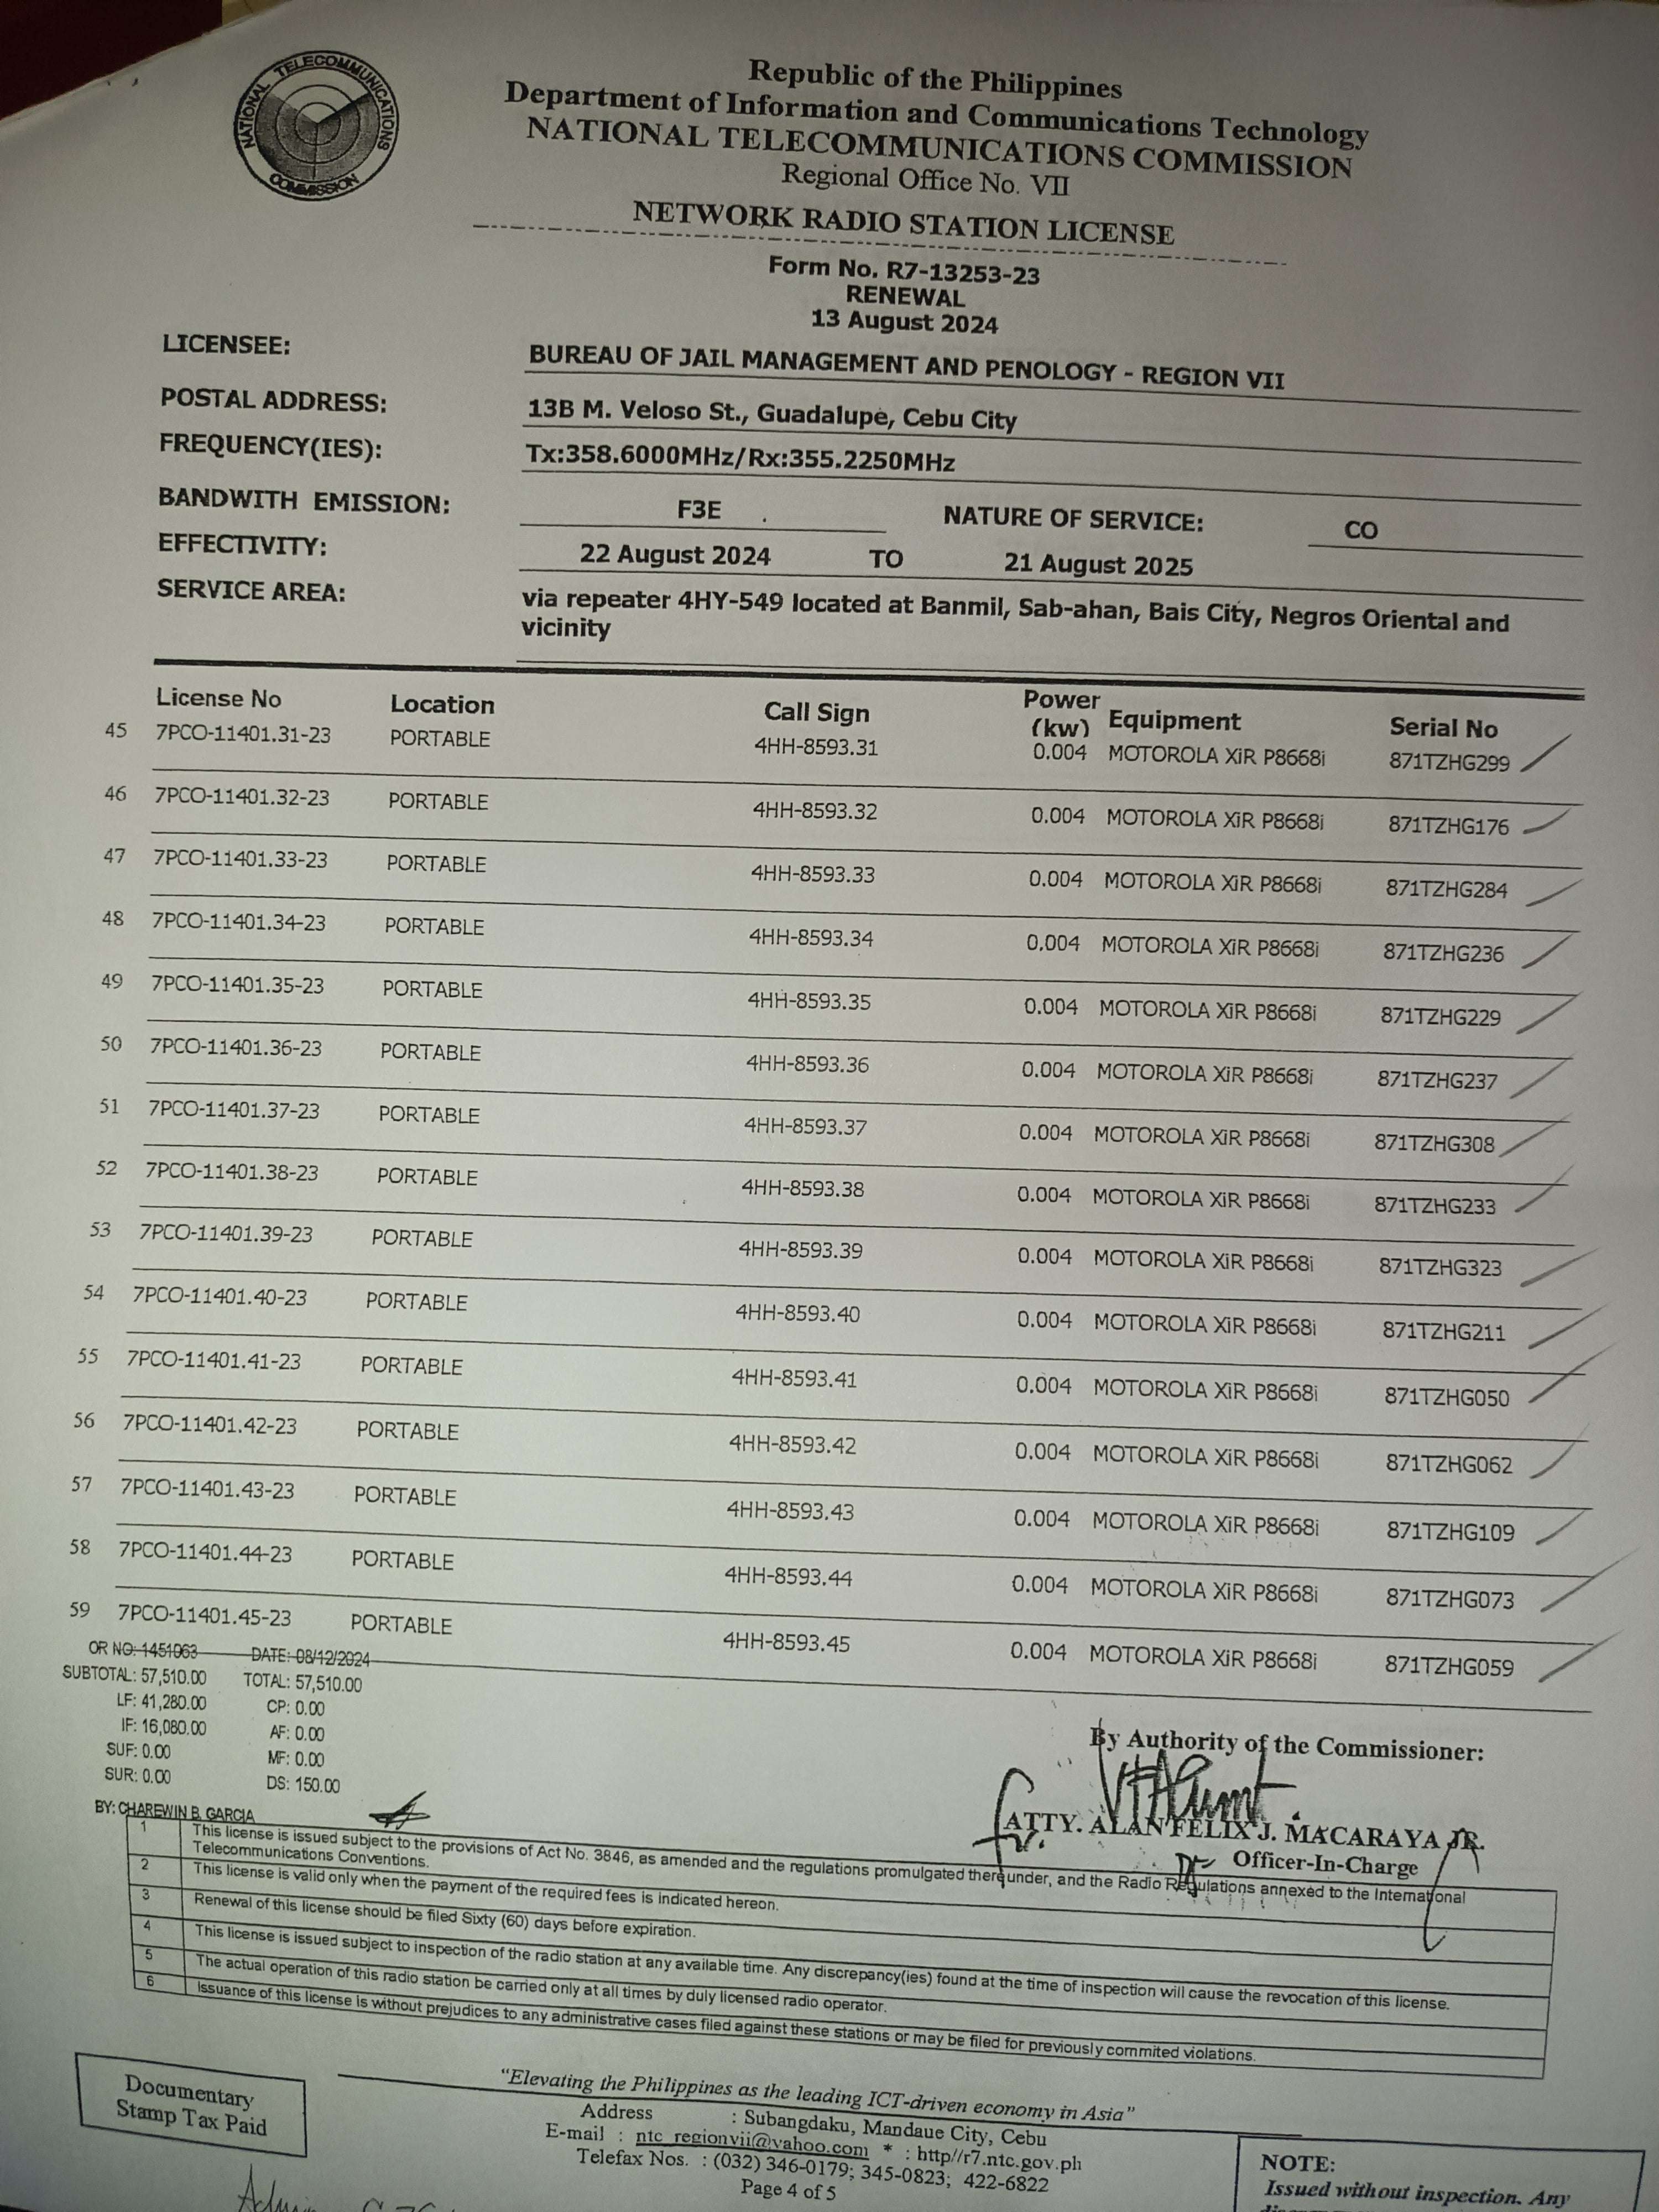 NATIONAL TELECOMMUNICATIONS
COMMISSION
Republic of the Philippines
Department of Information and Communications Technology
NATIONAL TELECOMMUNICATIONS COMMISSION
Regional Office No. VII
NETWORK RADIO STATION LICENSE
Form No. R7-13253-23
RENEWAL
13 August 2024
LICENSEE: BUREAU OF JAIL MANAGEMENT AND PENOLOGY - REGION VII
POSTAL ADDRESS: 13B M. Veloso St., Guadalupe, Cebu City
FREQUENCY(IES): Tx:358.6000MHz/Rx:355.2250MHz
BANDWITH EMISSION: F3E NATURE OF SERVICE: CO
EFFECTIVITY: 22 August 2024 TO 21 August 2025
SERVICE AREA: via repeater 4HY-549 located at Banmil, Sab-ahan, Bais City, Negros Oriental and
vicinity
License No Location Call Sign Power (kw) Equipment Serial No
45 7PCO-11401.31-23 PORTABLE 4HH-8593.31 0.004 MOTOROLA XiR P8668i 871TZHG299
46 7PCO-11401.32-23 PORTABLE 4HH-8593.32 0.004 MOTOROLA XiR P8668i 871TZHG176
47 7PCO-11401.33-23 PORTABLE 4HH-8593.33 0.004 MOTOROLA XiR P8668i 871TZHG284
48 7PCO-11401.34-23 PORTABLE 4HH-8593.34 0.004 MOTOROLA XiR P8668i 871TZHG236
49 7PCO-11401.35-23 PORTABLE 4HH-8593.35 0.004 MOTOROLA XiR P8668i 871TZHG229
50 7PCO-11401.36-23 PORTABLE 4HH-8593.36 0.004 MOTOROLA XiR P8668i 871TZHG237
51 7PCO-11401.37-23 PORTABLE 4HH-8593.37 0.004 MOTOROLA XiR P8668i 871TZHG308
52 7PCO-11401.38-23 PORTABLE 4HH-8593.38 0.004 MOTOROLA XiR P8668i 871TZHG233
53 7PCO-11401.39-23 PORTABLE 4HH-8593.39 0.004 MOTOROLA XiR P8668i 871TZHG323
54 7PCO-11401.40-23 PORTABLE 4HH-8593.40 0.004 MOTOROLA XiR P8668i 871TZHG211
55 7PCO-11401.41-23 PORTABLE 4HH-8593.41 0.004 MOTOROLA XiR P8668i 871TZHG050
56 7PCO-11401.42-23 PORTABLE 4HH-8593.42 0.004 MOTOROLA XiR P8668i 871TZHG062
57 7PCO-11401.43-23 PORTABLE 4HH-8593.43 0.004 MOTOROLA XiR P8668i 871TZHG109
58 7PCO-11401.44-23 PORTABLE 4HH-8593.44 0.004 MOTOROLA XiR P8668i 871TZHG073
59 7PCO-11401.45-23 PORTABLE 4HH-8593.45 0.004 MOTOROLA XiR P8668i 871TZHG059
OR NO: 1451063 DATE: 08/12/2024
SUBTOTAL: 57,510.00 TOTAL: 57,510.00
LF: 41,280.00 CP: 0.00
IF: 16,080.00 AF: 0.00
SUF: 0.00 MF: 0.00
SUR: 0.00 DS: 150.00
BY: CHAREWIN B. GARCIA
By Authority of the Commissioner:
ATTY. ALAN FELIX J. MACARAYA JR.
Officer-In-Charge
1 This license is issued subject to the provisions of Act No. 3846, as amended and the regulations promulgated thereunder, and the Radio Regulations annexed to the International
Telecommunications Conventions.
2 This license is valid only when the payment of the required fees is indicated hereon.
3 Renewal of this license should be filed Sixty (60) days before expiration.
4 This license is issued subject to inspection of the radio station at any available time. Any discrepancy(ies) found at the time of inspection will cause the revocation of this license.
5 The actual operation of this radio station be carried only at all times by duly licensed radio operator.
6 Issuance of this license is without prejudices to any administrative cases filed against these stations or may be filed for previously commited violations.
Documentary
Stamp Tax Paid
"Elevating the Philippines as the leading ICT-driven economy in Asia"
Address : Subangdaku, Mandaue City, Cebu
E-mail : ntc_regionvii@yahoo.com * : http//r7.ntc.gov.ph
Telefax Nos. : (032) 346-0179; 345-0823; 422-6822
Page 4 of 5
NOTE:
Issued without inspection. Any